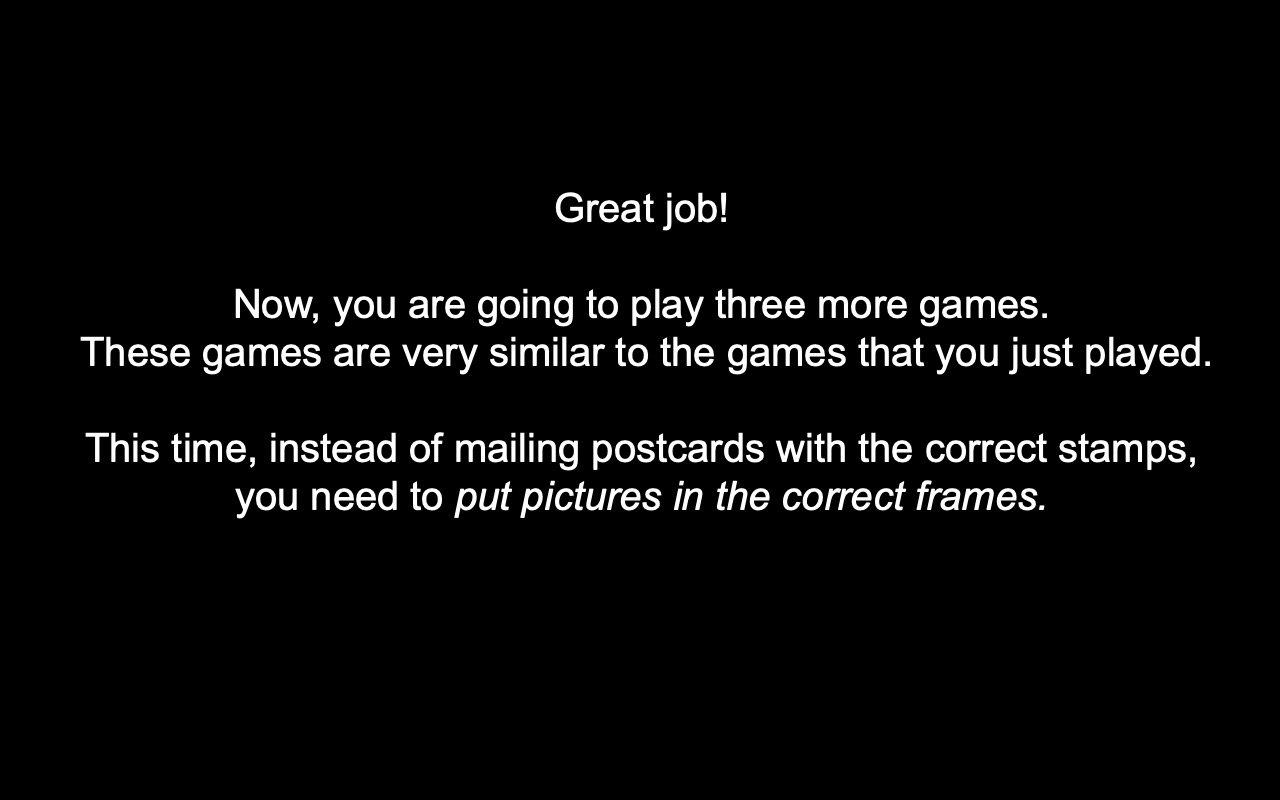 Great job!
Now, you are going to play three more games.
These games are very similar to the games that you just played.
This time, instead of mailing postcards with the correct stamps,
you need to put pictures in the correct frames.